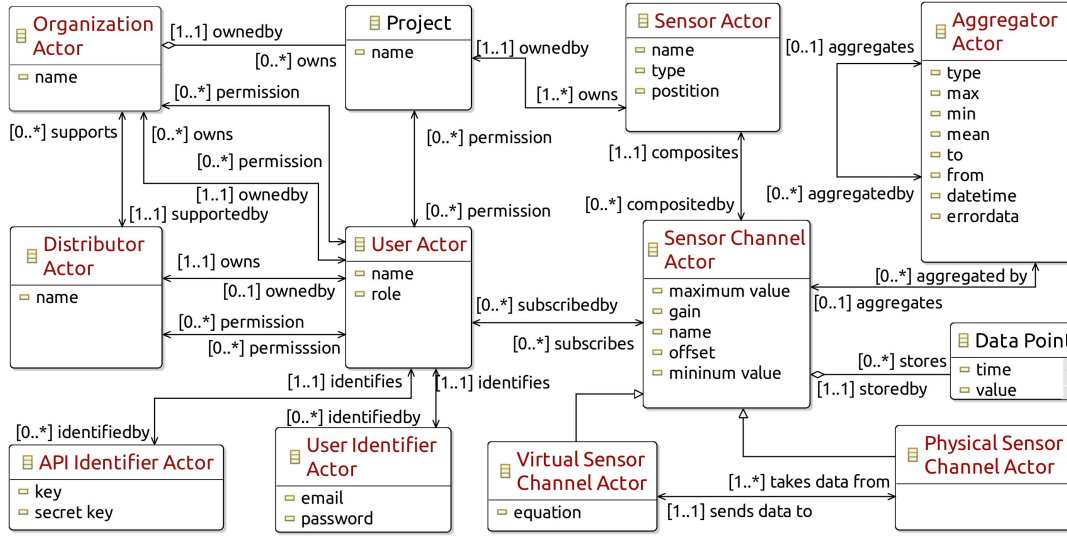 Organization
Actor
name
[1..1] ownedby
[0..*] owns
Project
name
[1..1] ownedby
[1..*] owns
Sensor Actor
name
type
postition
[0..1] aggregates
[0..*] aggregatedby
Aggregator
Actor
type
max
min
mean
to
from
datetime
errordata
[0..*] permission
[0..*] supports
[0..*] owns
[0..*] permission
[1..1] ownedby
[1..1] supportedby
[0..*] permission
[0..*] permission
[1..1] composites
[0..*] compositedby
Distributor
Actor
name
[1..1] owns
[0..1] ownedby
[0..*] permission
[0..*] permisssion
User Actor
name
role
[0..*] subscribedby
[0..*] subscribes
Sensor Channel
Actor
maximum value
gain
name
offset
mininum value
[0..*] aggregated by
[0..1] aggregates
[0..*] stores
[1..1] storedby
Data Point
time
value
[1..1] identifies
[1..1] identifies
[0..*] identifiedby
[0..*] identifiedby
API Identifier Actor
key
secret key
User Identifier
Actor
email
password
Virtual Sensor
Channel Actor
equation
[1..*] takes data from
[1..1] sends data to
Physical Sensor
Channel Actor